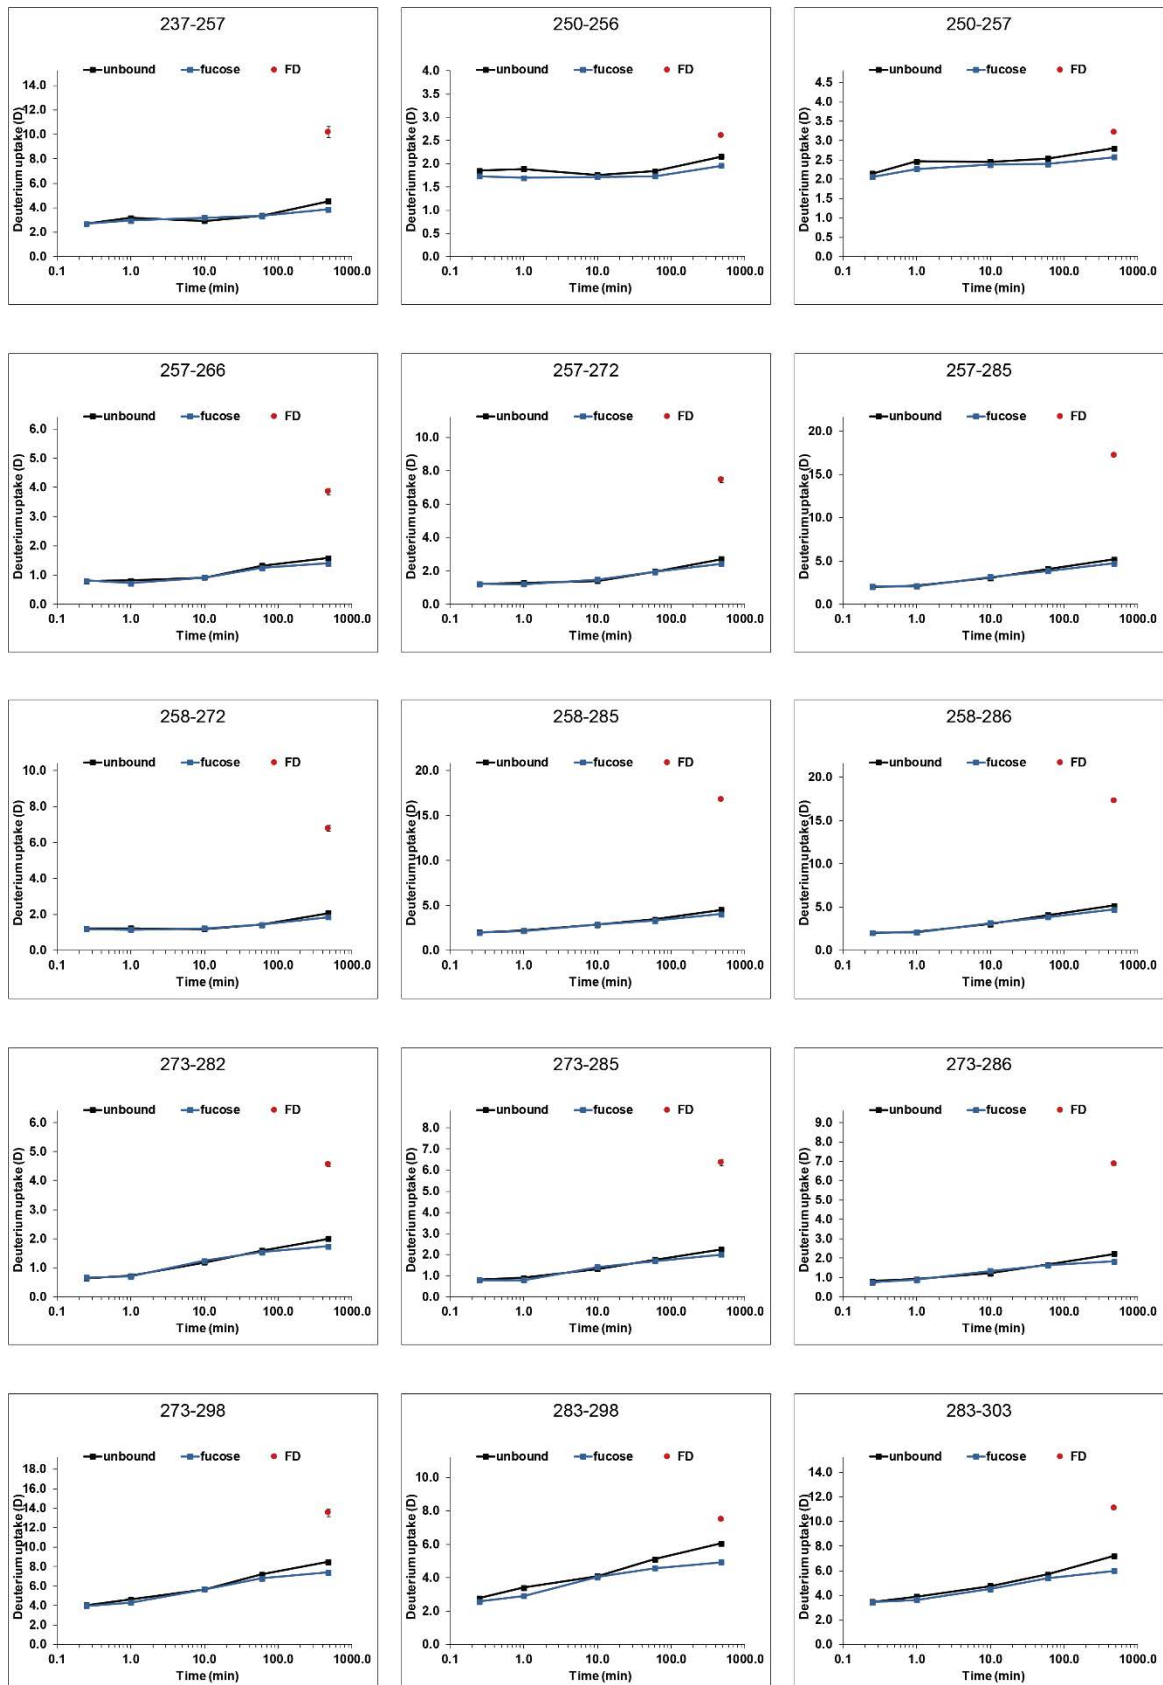 237-257
unbound fucose FD
Deuterium uptake (D)
14.0
12.0
10.0
8.0
6.0
4.0
2.0
0.0
0.1 1.0 10.0 100.0 1000.0
Time (min)
250-256
unbound fucose FD
Deuterium uptake (D)
4.0
3.5
3.0
2.5
2.0
1.5
1.0
0.5
0.0
0.1 1.0 10.0 100.0 1000.0
Time (min)
250-257
unbound fucose FD
Deuterium uptake (D)
4.5
4.0
3.5
3.0
2.5
2.0
1.5
1.0
0.5
0.0
0.1 1.0 10.0 100.0 1000.0
Time (min)
257-266
unbound fucose FD
Deuterium uptake (D)
6.0
5.0
4.0
3.0
2.0
1.0
0.0
0.1 1.0 10.0 100.0 1000.0
Time (min)
257-272
unbound fucose FD
Deuterium uptake (D)
10.0
8.0
6.0
4.0
2.0
0.0
0.1 1.0 10.0 100.0 1000.0
Time (min)
257-285
unbound fucose FD
Deuterium uptake (D)
20.0
15.0
10.0
5.0
0.0
0.1 1.0 10.0 100.0 1000.0
Time (min)
258-272
unbound fucose FD
Deuterium uptake (D)
10.0
8.0
6.0
4.0
2.0
0.0
0.1 1.0 10.0 100.0 1000.0
Time (min)
258-285
unbound fucose FD
Deuterium uptake (D)
20.0
15.0
10.0
5.0
0.0
0.1 1.0 10.0 100.0 1000.0
Time (min)
258-286
unbound fucose FD
Deuterium uptake (D)
20.0
15.0
10.0
5.0
0.0
0.1 1.0 10.0 100.0 1000.0
Time (min)
273-282
unbound fucose FD
Deuterium uptake (D)
6.0
5.0
4.0
3.0
2.0
1.0
0.0
0.1 1.0 10.0 100.0 1000.0
Time (min)
273-285
unbound fucose FD
Deuterium uptake (D)
8.0
7.0
6.0
5.0
4.0
3.0
2.0
1.0
0.0
0.1 1.0 10.0 100.0 1000.0
Time (min)
273-286
unbound fucose FD
Deuterium uptake (D)
9.0
8.0
7.0
6.0
5.0
4.0
3.0
2.0
1.0
0.0
0.1 1.0 10.0 100.0 1000.0
Time (min)
273-298
unbound fucose FD
Deuterium uptake (D)
18.0
16.0
14.0
12.0
10.0
8.0
6.0
4.0
2.0
0.0
0.1 1.0 10.0 100.0 1000.0
Time (min)
283-298
unbound fucose FD
Deuterium uptake (D)
10.0
8.0
6.0
4.0
2.0
0.0
0.1 1.0 10.0 100.0 1000.0
Time (min)
283-303
unbound fucose FD
Deuterium uptake (D)
14.0
12.0
10.0
8.0
6.0
4.0
2.0
0.0
0.1 1.0 10.0 100.0 1000.0
Time (min)